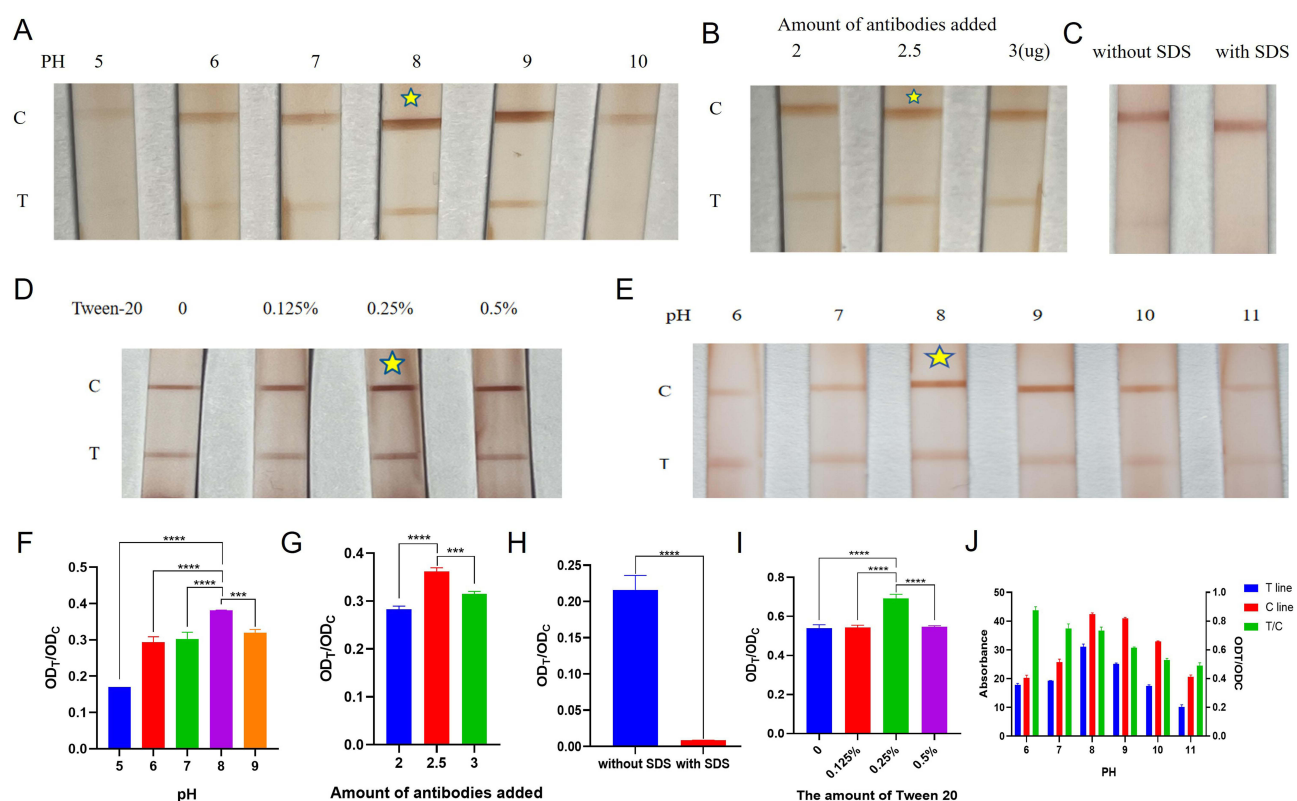 A
PH 5 6 7 8 9 10
C
T
B
Amount of antibodies added
2 2.5 3(ug)
C
T
C
without SDS with SDS
D
Tween-20 0 0.125% 0.25% 0.5%
C
T
E
pH 6 7 8 9 10 11
C
T
F
****
****
****
***
0.5
0.4
0.3
0.2
0.1
0.0
ODT/ODC
5 6 7 8 9
pH
G
**** ***
0.4
0.3
0.2
0.1
0.0
ODT/ODC
2 2.5 3
Amount of antibodies added
H
****
0.25
0.20
0.15
0.10
0.05
0.00
ODT/ODC
without SDS with SDS
I
****
****
****
0.8
0.6
0.4
0.2
0.0
ODT/ODC
0 0.125% 0.25% 0.5%
The amount of Tween 20
J
50
40
30
20
10
0
Absorbance
6 7 8 9 10 11
PH
1.0
0.8
0.6
0.4
0.2
0.0
ODT/ODC
T line
C line
T/C